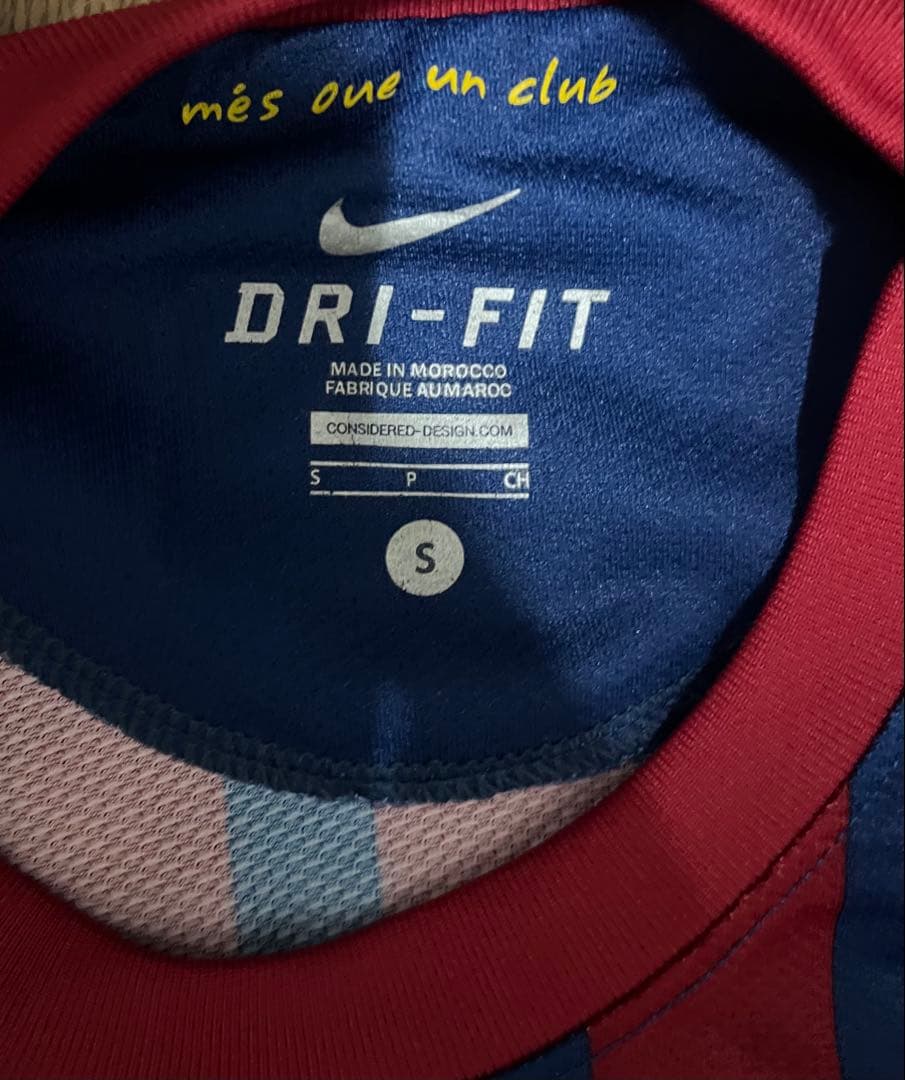 més que un club
DRI-FIT
MADE IN MOROCCO
FABRIQUE AU MAROC
CONSIDERED-DESIGN.COM
S P CH
S